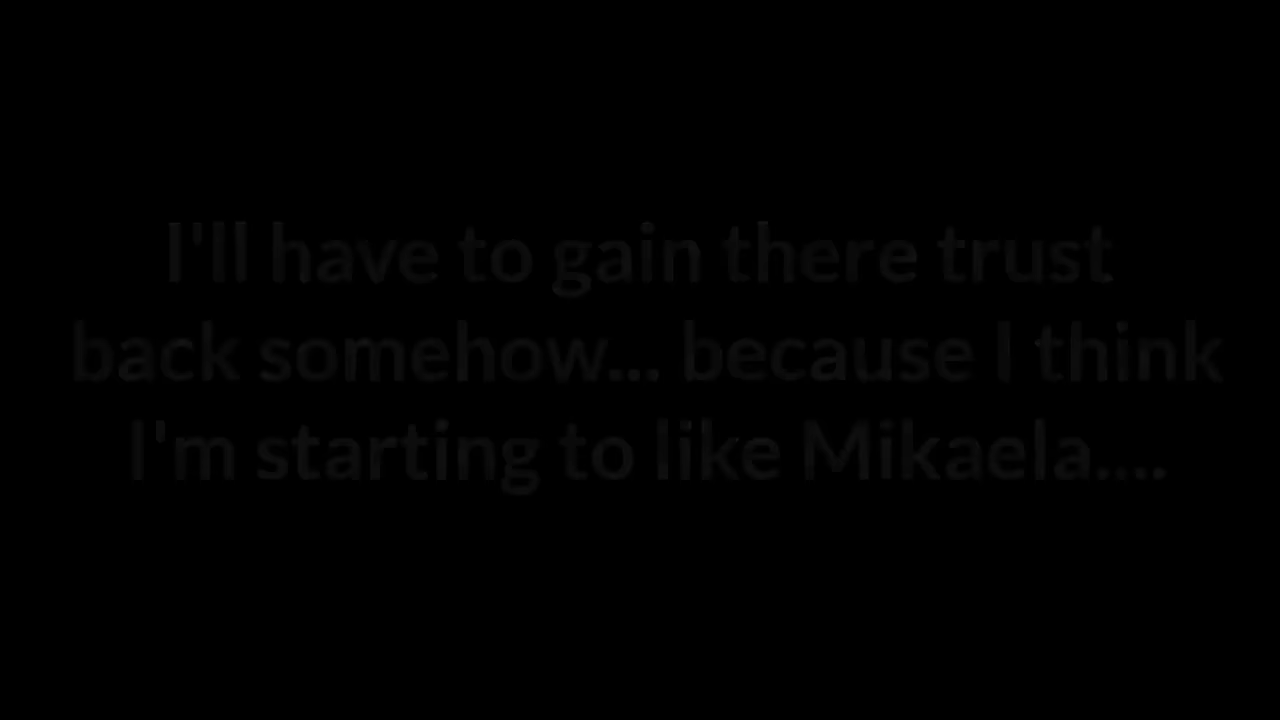 I'll have to gain there trust
back somehow... because I think
I'm starting to like Mikaela....